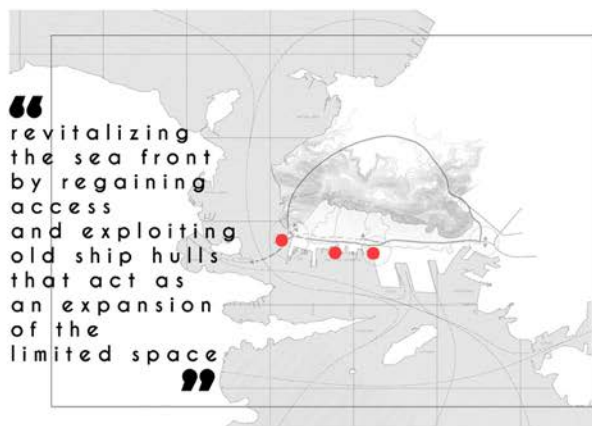 “
revitalizing
the sea front
by regaining
access
and exploiting
old ship hulls
that act as
an expansion
of the
limited space
”